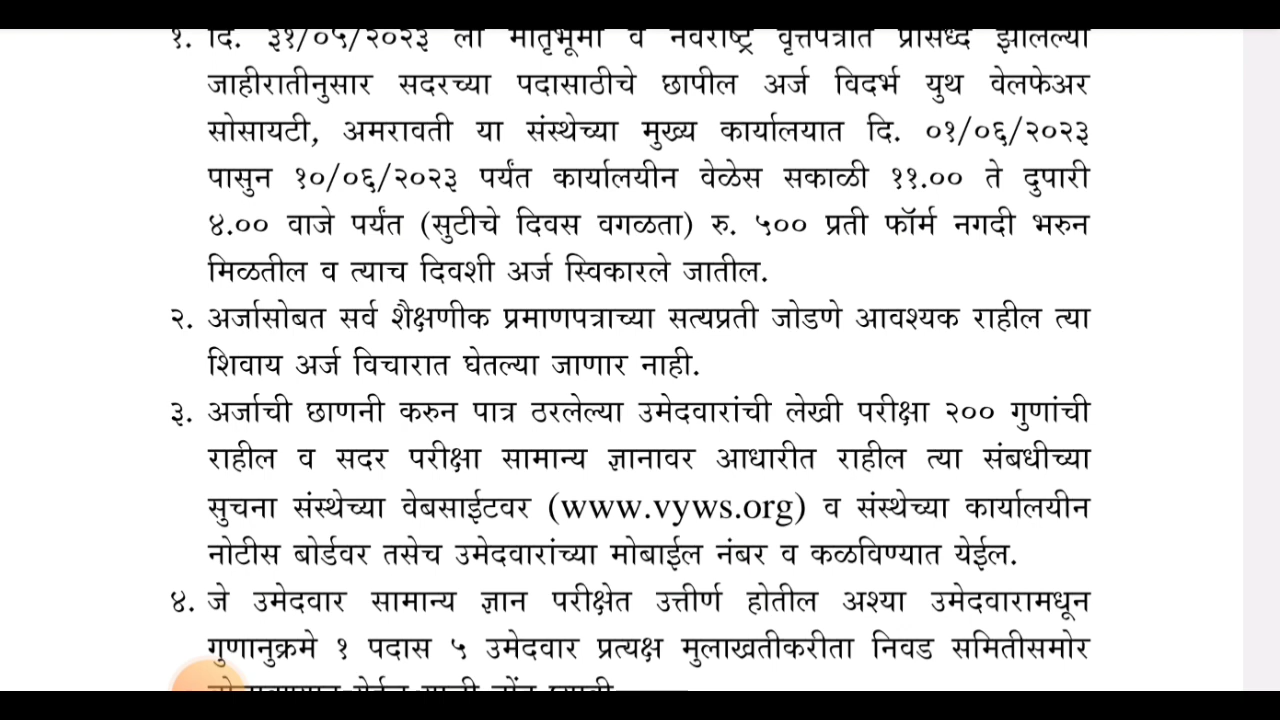 १. दि. ३१/०५/२०२३ ला मातृभूमी व नवराष्ट्र वृत्तपत्रात प्रसिध्द झालेल्या
जाहीरातीनुसार सदरच्या पदासाठीचे छापील अर्ज विदर्भ युथ वेलफेअर
सोसायटी, अमरावती या संस्थेच्या मुख्य कार्यालयात दि. ०१/०६/२०२३
पासुन १०/०६/२०२३ पर्यंत कार्यालयीन वेळेस सकाळी ११.०० ते दुपारी
४.०० वाजे पर्यंत (सुटीचे दिवस वगळता) रु. ५०० प्रती फॉर्म नगदी भरुन
मिळतील व त्याच दिवशी अर्ज स्विकारले जातील.
२. अर्जासोबत सर्व शैक्षणीक प्रमाणपत्राच्या सत्यप्रती जोडणे आवश्यक राहील त्या
शिवाय अर्ज विचारात घेतल्या जाणार नाही.
३. अर्जाची छाणनी करुन पात्र ठरलेल्या उमेदवारांची लेखी परीक्षा २०० गुणांची
राहील व सदर परीक्षा सामान्य ज्ञानावर आधारीत राहील त्या संबधीच्या
सुचना संस्थेच्या वेबसाईटवर (www.vyws.org) व संस्थेच्या कार्यालयीन
नोटीस बोर्डवर तसेच उमेदवारांच्या मोबाईल नंबर व कळविण्यात येईल.
४. जे उमेदवार सामान्य ज्ञान परीक्षेत उत्तीर्ण होतील अश्या उमेदवारामधून
गुणानुक्रमे १ पदास ५ उमेदवार प्रत्यक्ष मुलाखतीकरीता निवड समितीसमोर